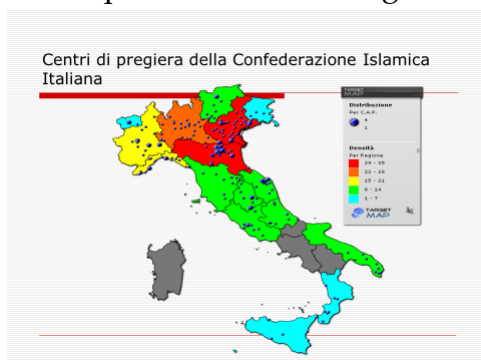 Centri di pregiera della Confederazione Islamica
Italiana
TARGET
MAP
Distribuzione
Per C.A.P.
4
1
Densità
Per Regione
29 - 35
22 - 28
15 - 21
8 - 14
1 - 7
TARGET
MAP